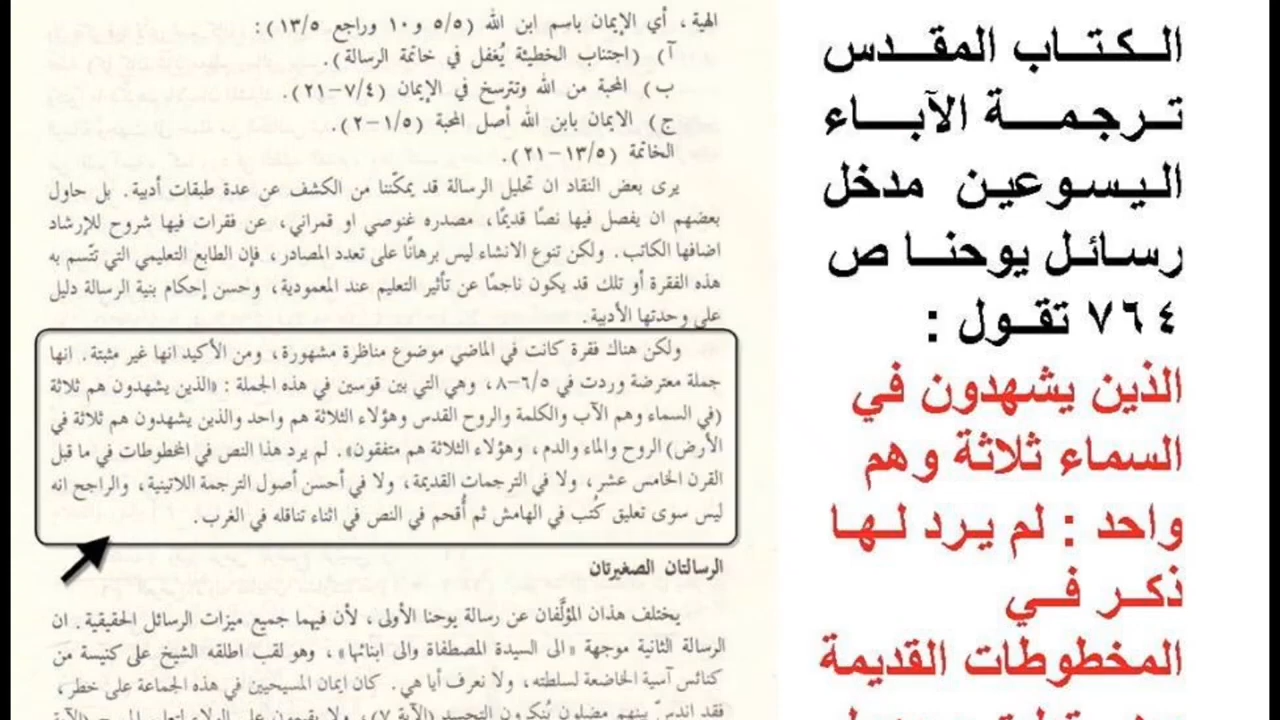 الهية، أي الإيمان باسم ابن الله (٥/٥ و ١٠ وراجع ١٣/٥):
آ) (اجتناب الخطيئة يُغفل في خاتمة الرسالة).
ب) المحبة من الله وتترسخ في الإيمان (٧/٤-٢١).
ج) الايمان بابن الله أصل المحبة (١/٥-٢).
الخاتمة (١٣/٥-٢١).
يرى بعض النقاد ان تحليل الرسالة قد يمكّننا من الكشف عن عدة طبقات أدبية. بل حاول
بعضهم ان يفصل فيها نصًا قديمًا، مصدره غنوصي او قمراني، عن فقرات فيها شروح للإرشاد
اضافها الكاتب. ولكن تنوع الانشاء ليس برهانًا على تعدد المصادر، فإن الطابع التعليمي التي تتّسم به
هذه الفقرة أو تلك قد يكون ناجمًا عن تأثير التعليم عند المعمودية، وحسن إحكام بنية الرسالة دليل
على وحدتها الأدبية.
ولكن هناك فقرة كانت في الماضي موضوع مناظرة مشهورة، ومن الأكيد انها غير مثبتة. انها
جملة معترضة وردت في ٦/٥-٨، وهي التي بين قوسين في هذه الجملة: «الذين يشهدون هم ثلاثة
(في السماء وهم الآب والكلمة والروح القدس وهؤلاء الثلاثة هم واحد والذين يشهدون هم ثلاثة في
الأرض) الروح والماء والدم، وهؤلاء الثلاثة هم متفقون». لم يرد هذا النص في المخطوطات في ما قبل
القرن الخامس عشر، ولا في الترجمات القديمة، ولا في أحسن أصول الترجمة اللاتينية، والراجح انه
ليس سوى تعليق كُتب في الهامش ثم أُقحم في النص في اثناء تناقله في الغرب.
الرسالتان الصغيرتان
يختلف هذان المؤلَّفان عن رسالة يوحنا الأولى، لأن فيهما جميع ميزات الرسائل الحقيقية. ان
الرسالة الثانية موجهة «الى السيدة المصطفاة والى ابنائها»، وهو لقب اطلقه الشيخ على كنيسة من
كنائس آسية الخاضعة لسلطته، ولا نعرف أيا هي. كان ايمان المسيحيين في هذه الجماعة على خطر،
فقد اندسّ بينهم مضلون يُنكرون التجسد (الآية ٧)، ولا
الكتاب المقدس
ترجمة الآباء
اليسوعين مدخل
رسائل يوحنا ص
٧٦٤ تقول :
الذين يشهدون في
السماء ثلاثة وهم
واحد : لم يرد لها
ذكر في
المخطوطات القديمة